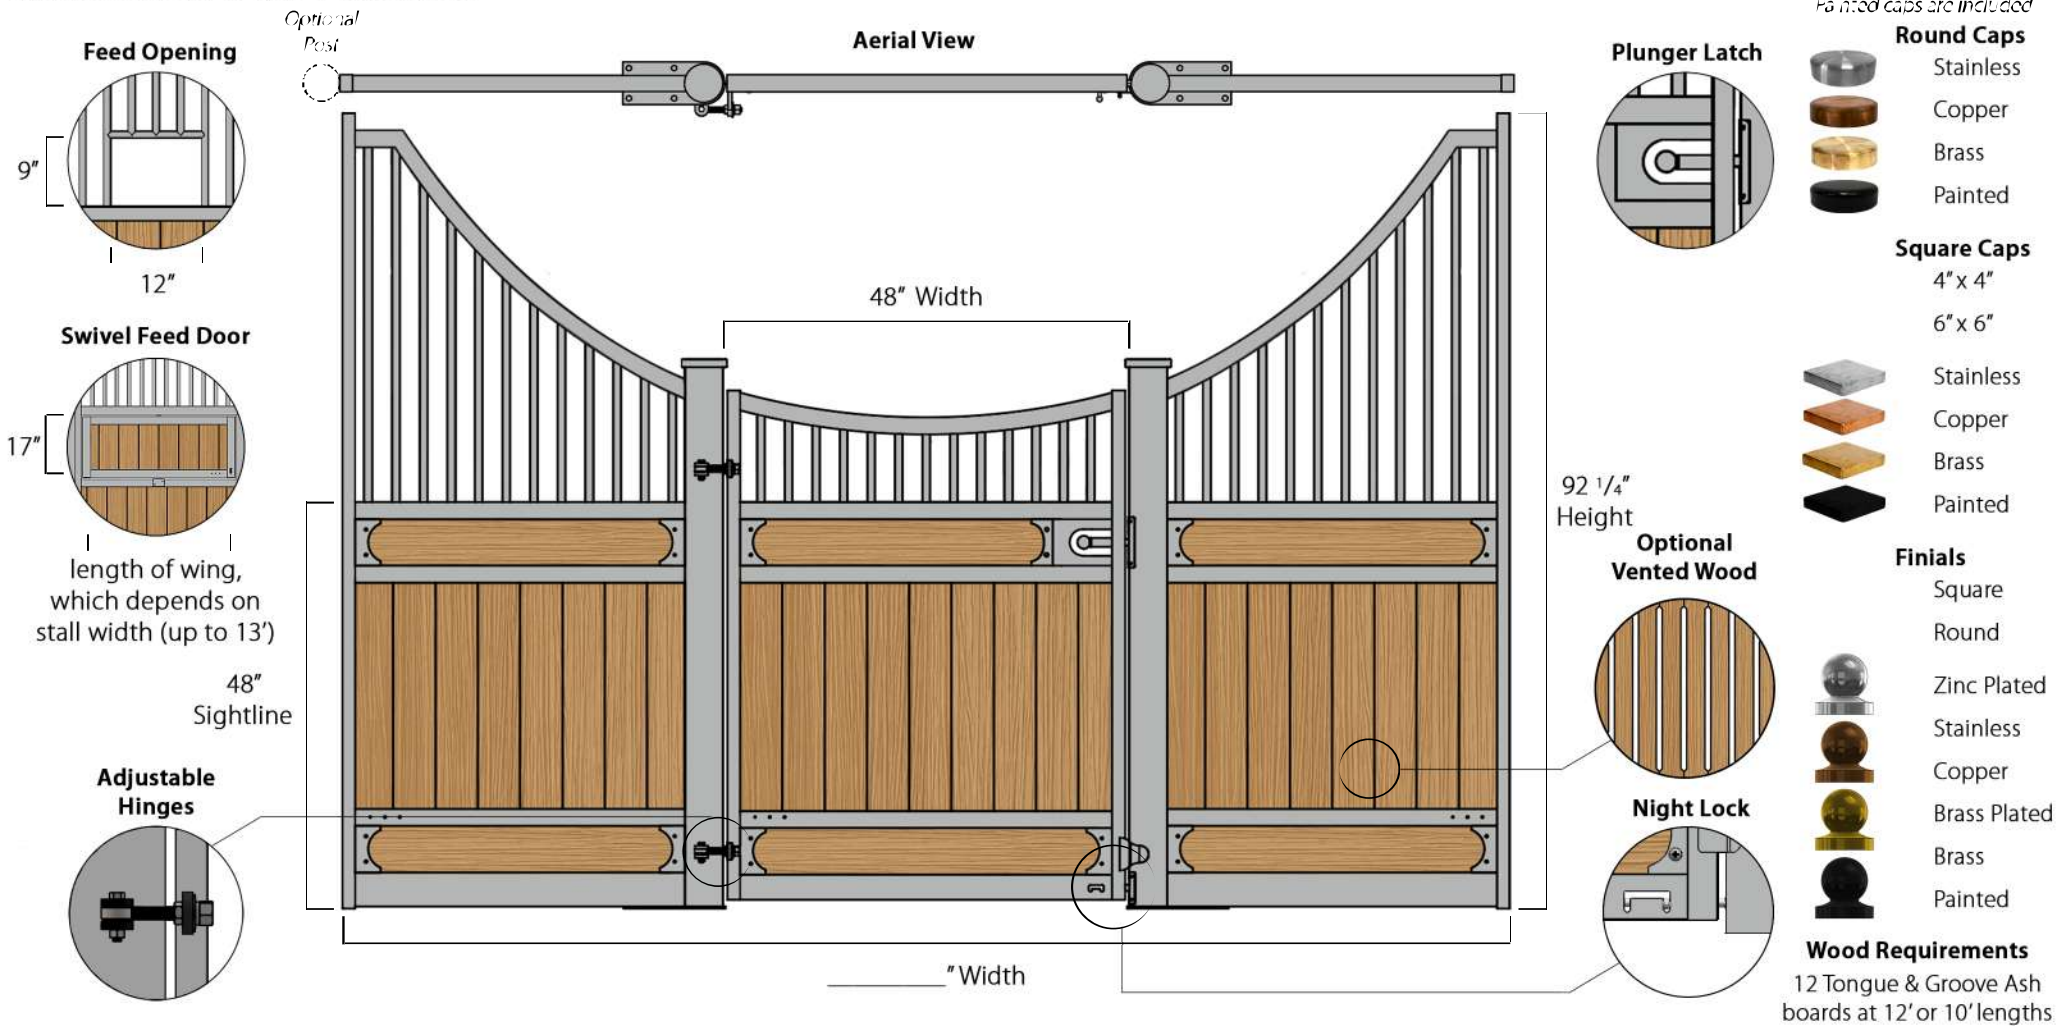 Optional
Post
Feed Opening
9″
12″
Swivel Feed Door
17″
length of wing,
which depends on
stall width (up to 13’)
48″
Sightline
Adjustable
Hinges
Aerial View
48″ Width
92 1/4″
Height
″ Width
Plunger Latch
Optional
Vented Wood
Night Lock
Painted caps are included
Round Caps
Stainless
Copper
Brass
Painted
Square Caps
4″ x 4″
6″ x 6″
Stainless
Copper
Brass
Painted
Finials
Square
Round
Zinc Plated
Stainless
Copper
Brass Plated
Brass
Painted
Wood Requirements
12 Tongue & Groove Ash
boards at 12’ or 10’ lengths